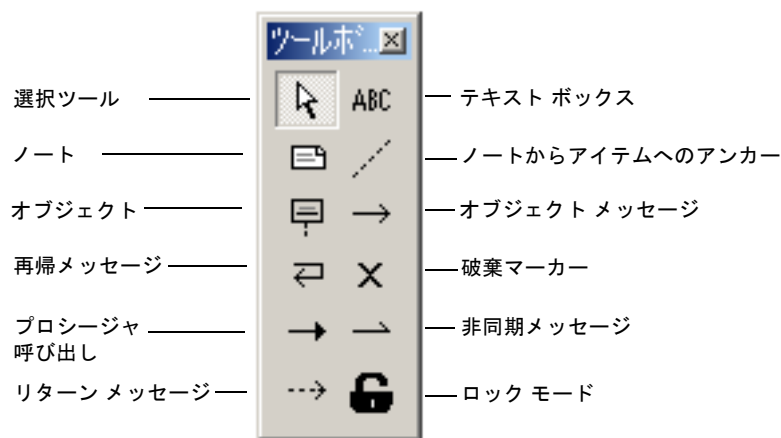 ツールボ...
選択ツール
ABC
テキスト ボックス
ノート
ノートからアイテムへのアンカー
オブジェクト
オブジェクト メッセージ
再帰メッセージ
破棄マーカー
プロシージャ
呼び出し
非同期メッセージ
リターン メッセージ
ロック モード